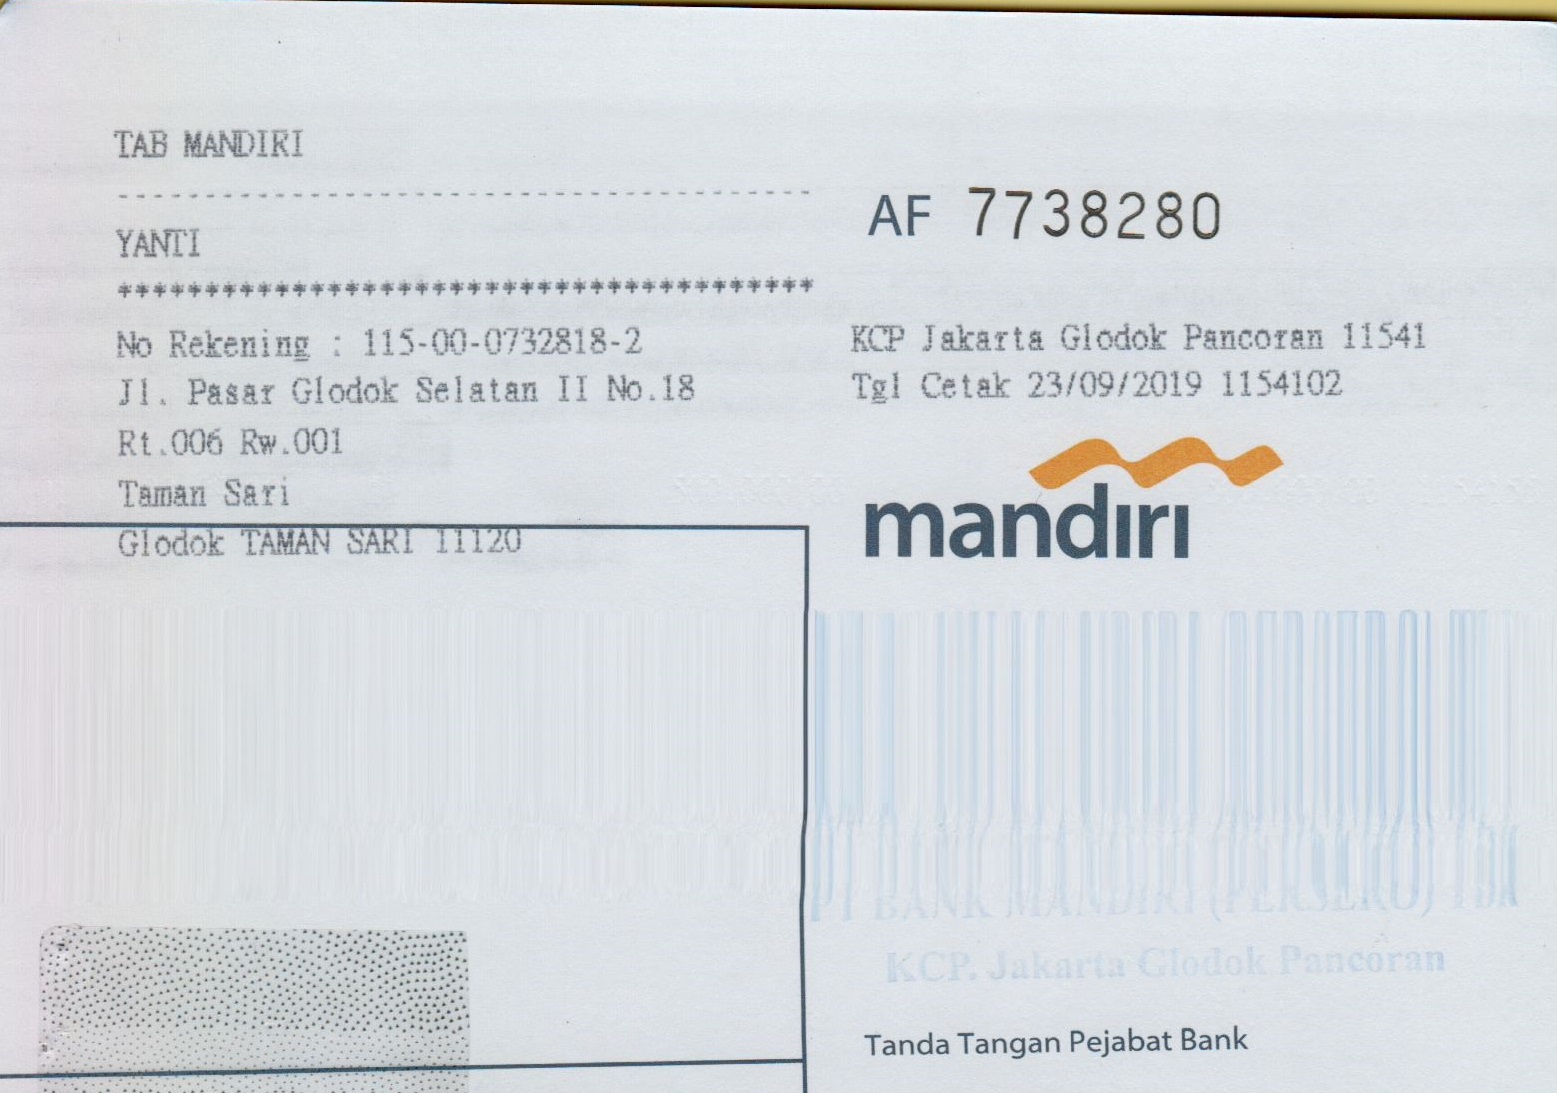 TAB MANDIRI
----------------------------------------
YANTI
****************************************
No Rekening : 115-00-0732818-2
Jl. Pasar Glodok Selatan II No.18
Rt.006 Rw.001
Taman Sari
Glodok TAMAN SARI 11120
AF 7738280
KCP Jakarta Glodok Pancoran 11541
Tgl Cetak 23/09/2019 1154102
mandiri
PT BANK MANDIRI (PERSERO) Tbk
KCP. Jakarta Glodok Pancoran
Tanda Tangan Pejabat Bank